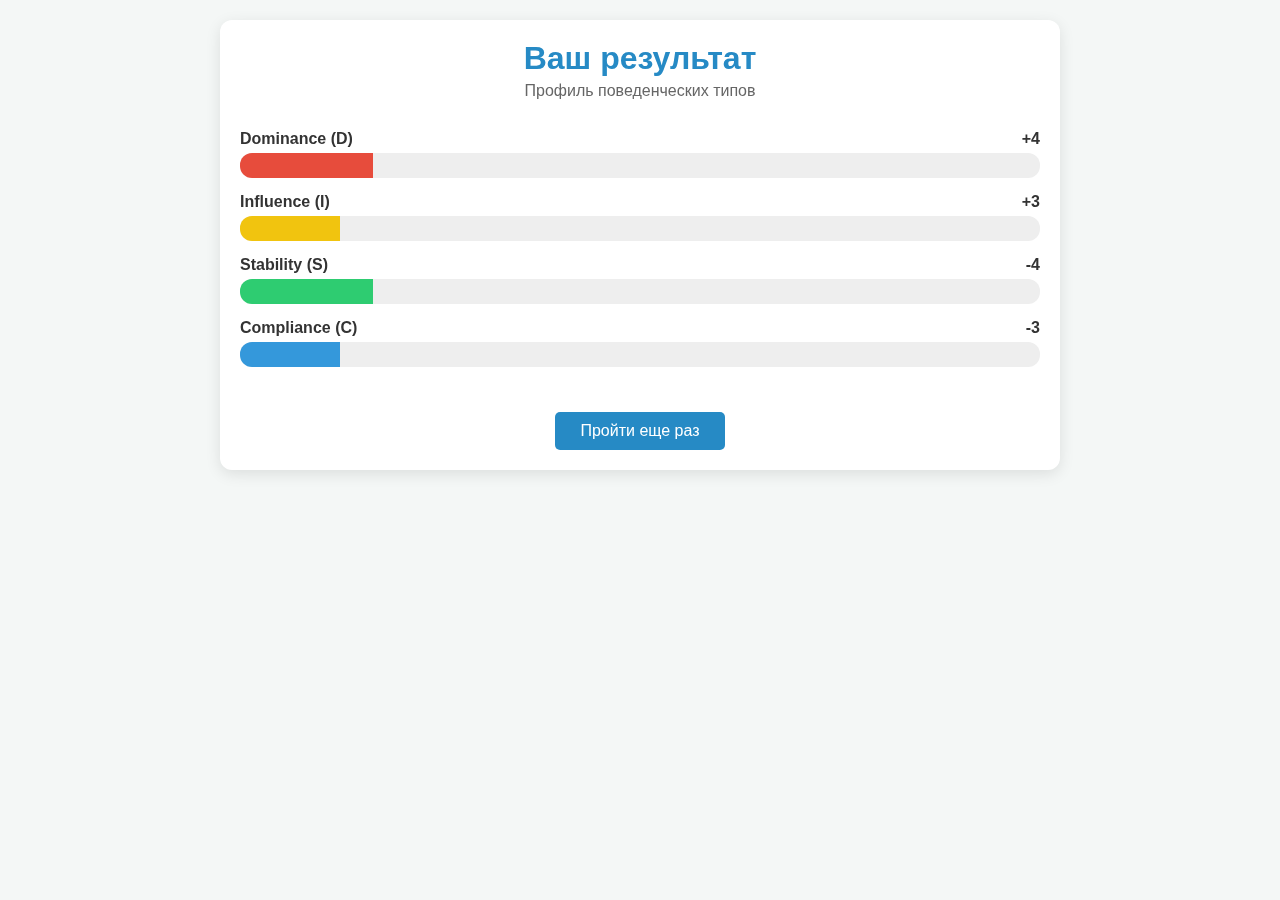 Ваш результат
Профиль поведенческих типов
Dominance (D) +4
Influence (I) +3
Stability (S) -4
Compliance (C) -3
Пройти еще раз